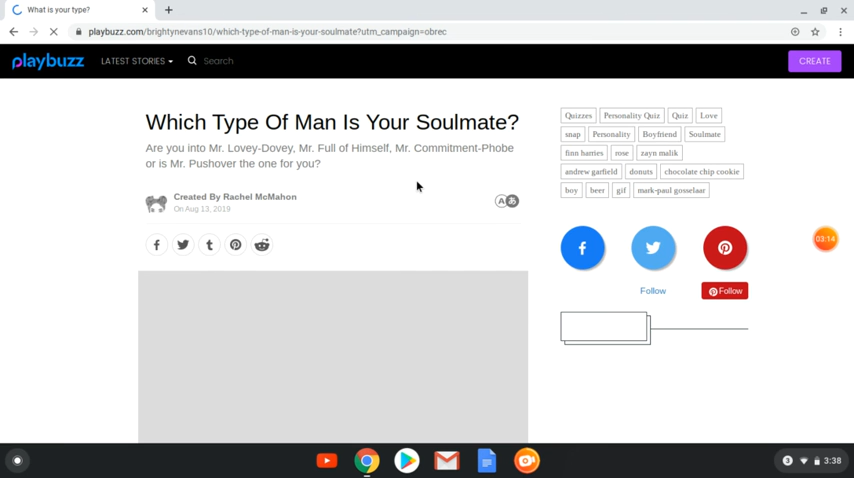 What is your type?
playbuzz.com/brightynevans10/which-type-of-man-is-your-soulmate?utm_campaign=obrec
playbuzz LATEST STORIES Search CREATE
Which Type Of Man Is Your Soulmate?
Are you into Mr. Lovey-Dovey, Mr. Full of Himself, Mr. Commitment-Phobe
or is Mr. Pushover the one for you?
Created By Rachel McMahon
On Aug 13, 2019
A あ
Quizzes Personality Quiz Quiz Love
snap Personality Boyfriend Soulmate
finn harries rose zayn malik
andrew garfield donuts chocolate chip cookie
boy beer gif mark-paul gosselaar
03:14
Follow Follow
3 3:38